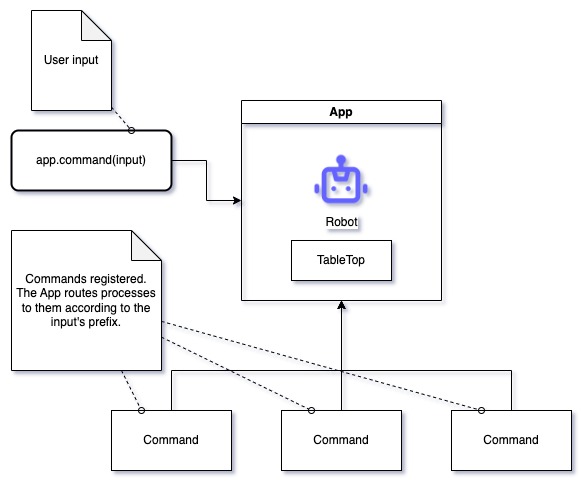 User input
App
app.command(input)
Robot
TableTop
Commands registered.
The App routes processes
to them according to the
input's prefix.
Command
Command
Command